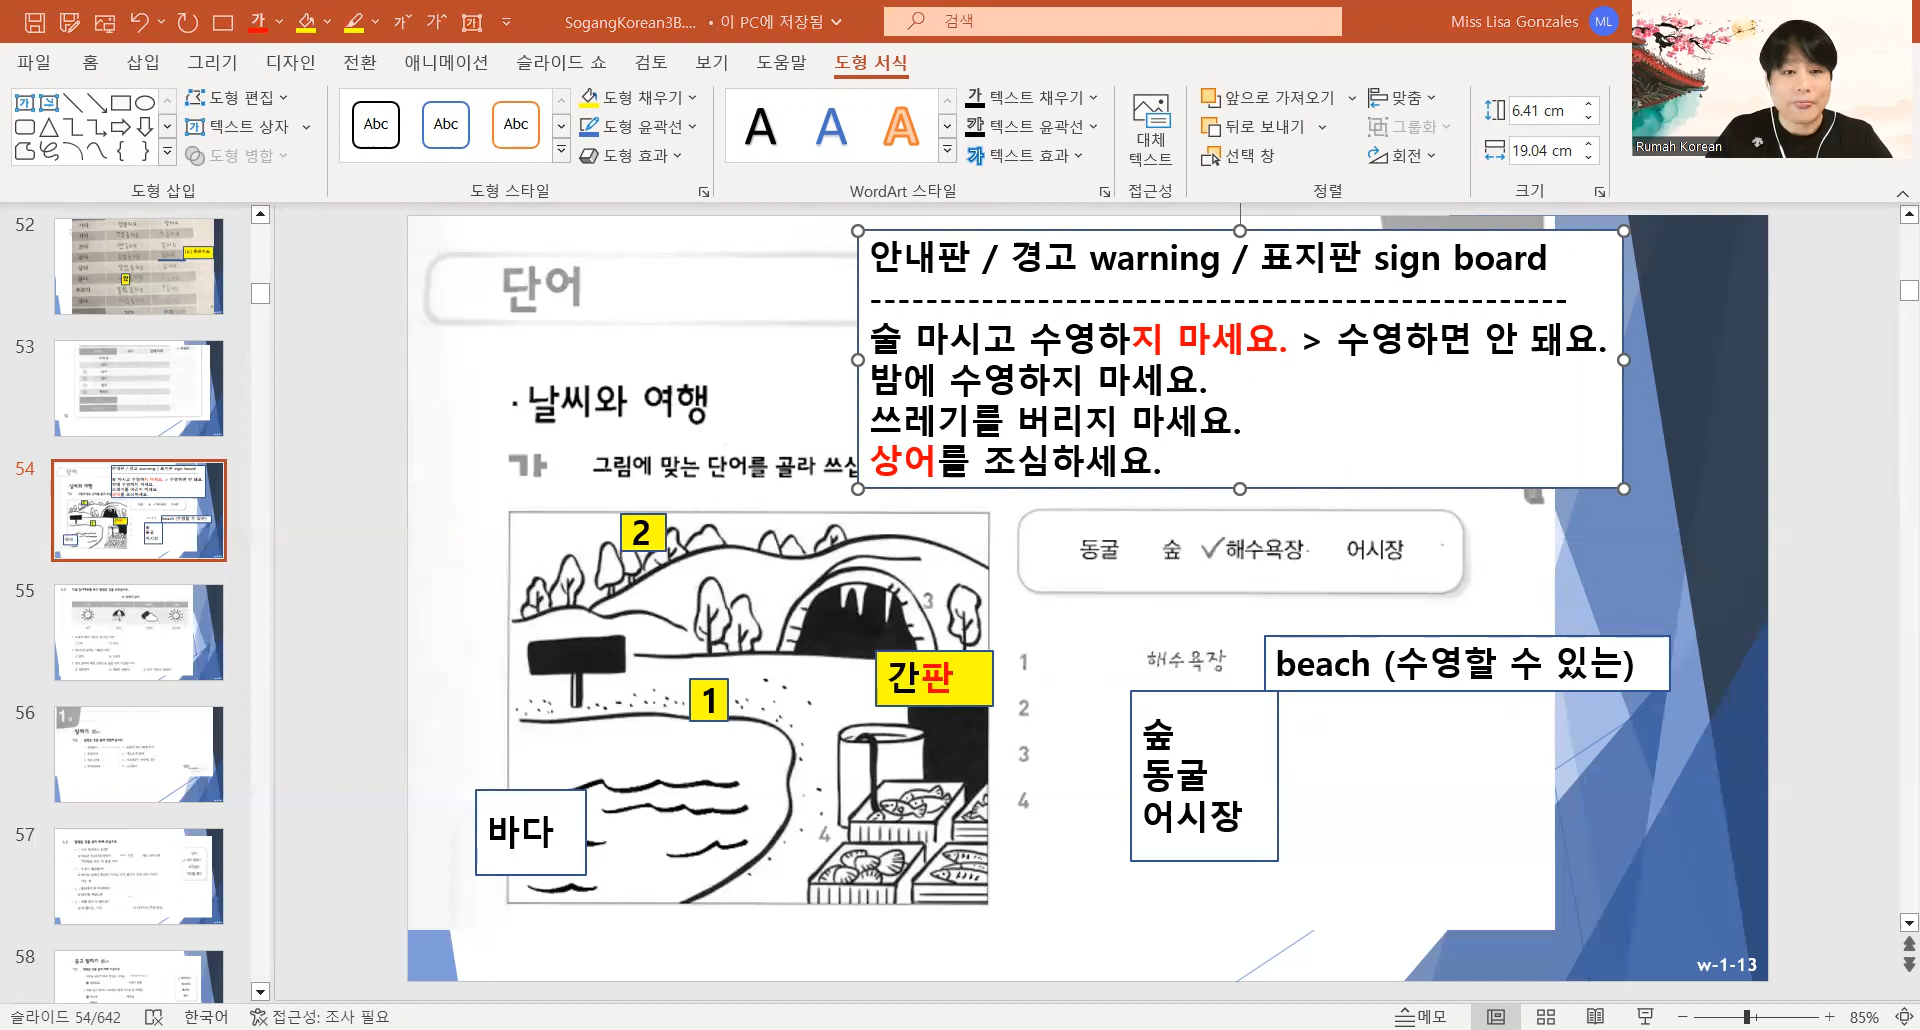 SogangKorean3B.... • 이 PC에 저장됨
검색
Miss Lisa Gonzales ML
파일 홈 삽입 그리기 디자인 전환 애니메이션 슬라이드 쇼 검토 보기 도움말 도형 서식
도형 편집
텍스트 상자
도형 병합
도형 삽입
Abc Abc Abc
도형 채우기
도형 윤곽선
도형 효과
도형 스타일
A A A
텍스트 채우기
텍스트 윤곽선
텍스트 효과
WordArt 스타일
대체
텍스트
접근성
앞으로 가져오기
뒤로 보내기
선택 창
맞춤
그룹화
회전
정렬
6.41 cm
19.04 cm
크기
Rumah Korean
52
53
54
55
56
57
58
단어
안내판 / 경고 warning / 표지판 sign board
--------------------------------------------------
술 마시고 수영하지 마세요. > 수영하면 안 돼요.
밤에 수영하지 마세요.
쓰레기를 버리지 마세요.
상어를 조심하세요.
· 날씨와 여행
가 그림에 맞는 단어를 골라 쓰십
2
3
간판
1
4
바다
동굴 숲 ✓해수욕장 어시장
1 해수욕장
beach (수영할 수 있는)
2
3
4
숲
동굴
어시장
w-1-13
슬라이드 54/642 한국어 접근성: 조사 필요
메모
85%